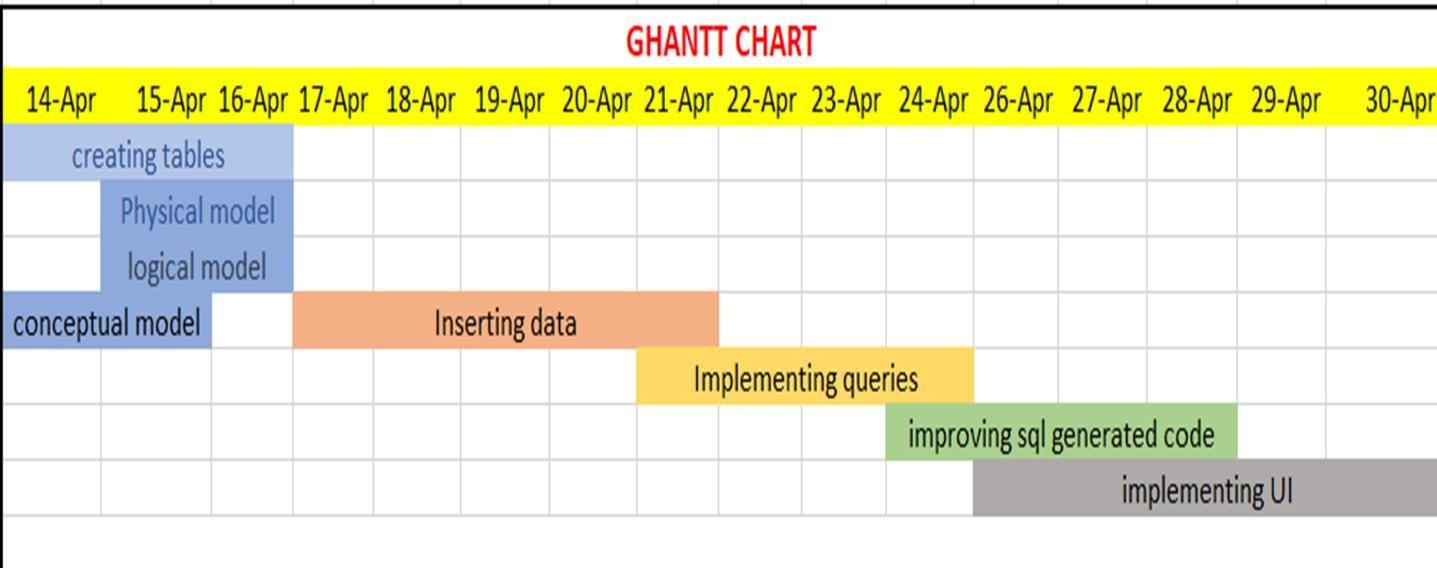 GHANTT CHART
14-Apr 15-Apr 16-Apr 17-Apr 18-Apr 19-Apr 20-Apr 21-Apr 22-Apr 23-Apr 24-Apr 26-Apr 27-Apr 28-Apr 29-Apr 30-Apr
creating tables
Physical model
logical model
conceptual model Inserting data
Implementing queries
improving sql generated code
implementing UI